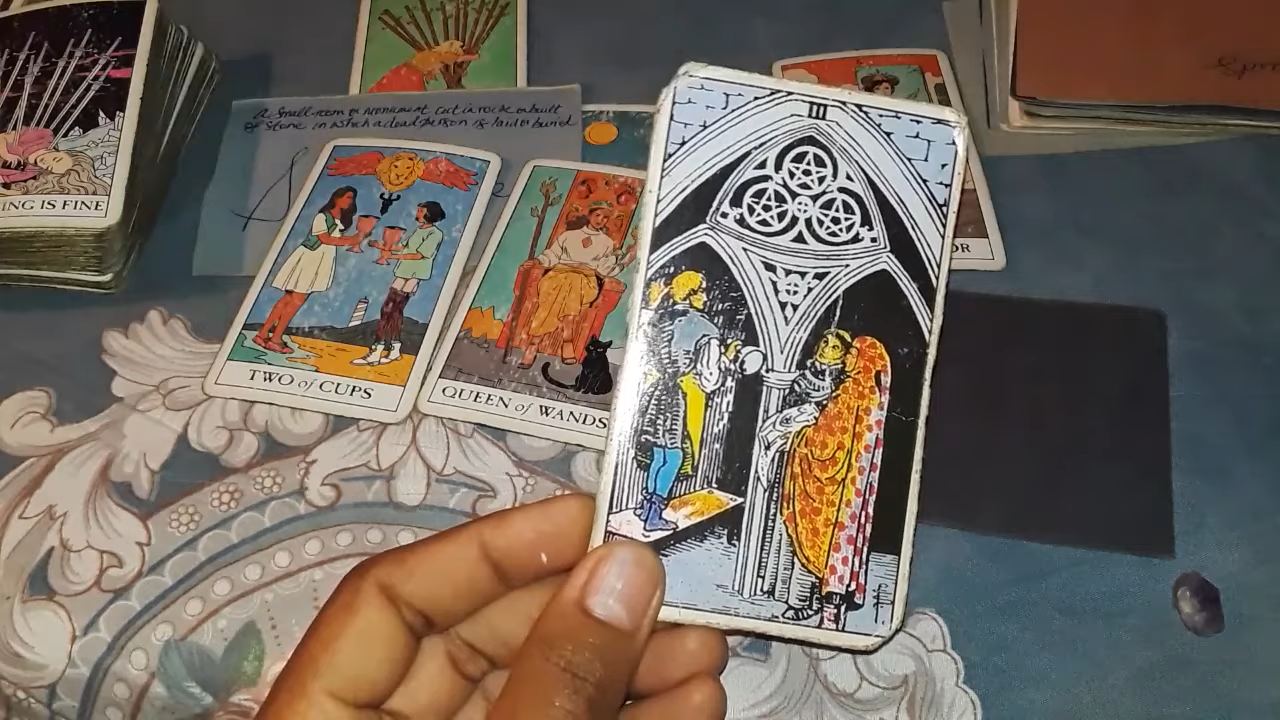 A small room or monument cut in rock or built
of stone in which a dead person is laid or buried
ING IS FINE
TWO of CUPS
QUEEN of WANDS
III
OR